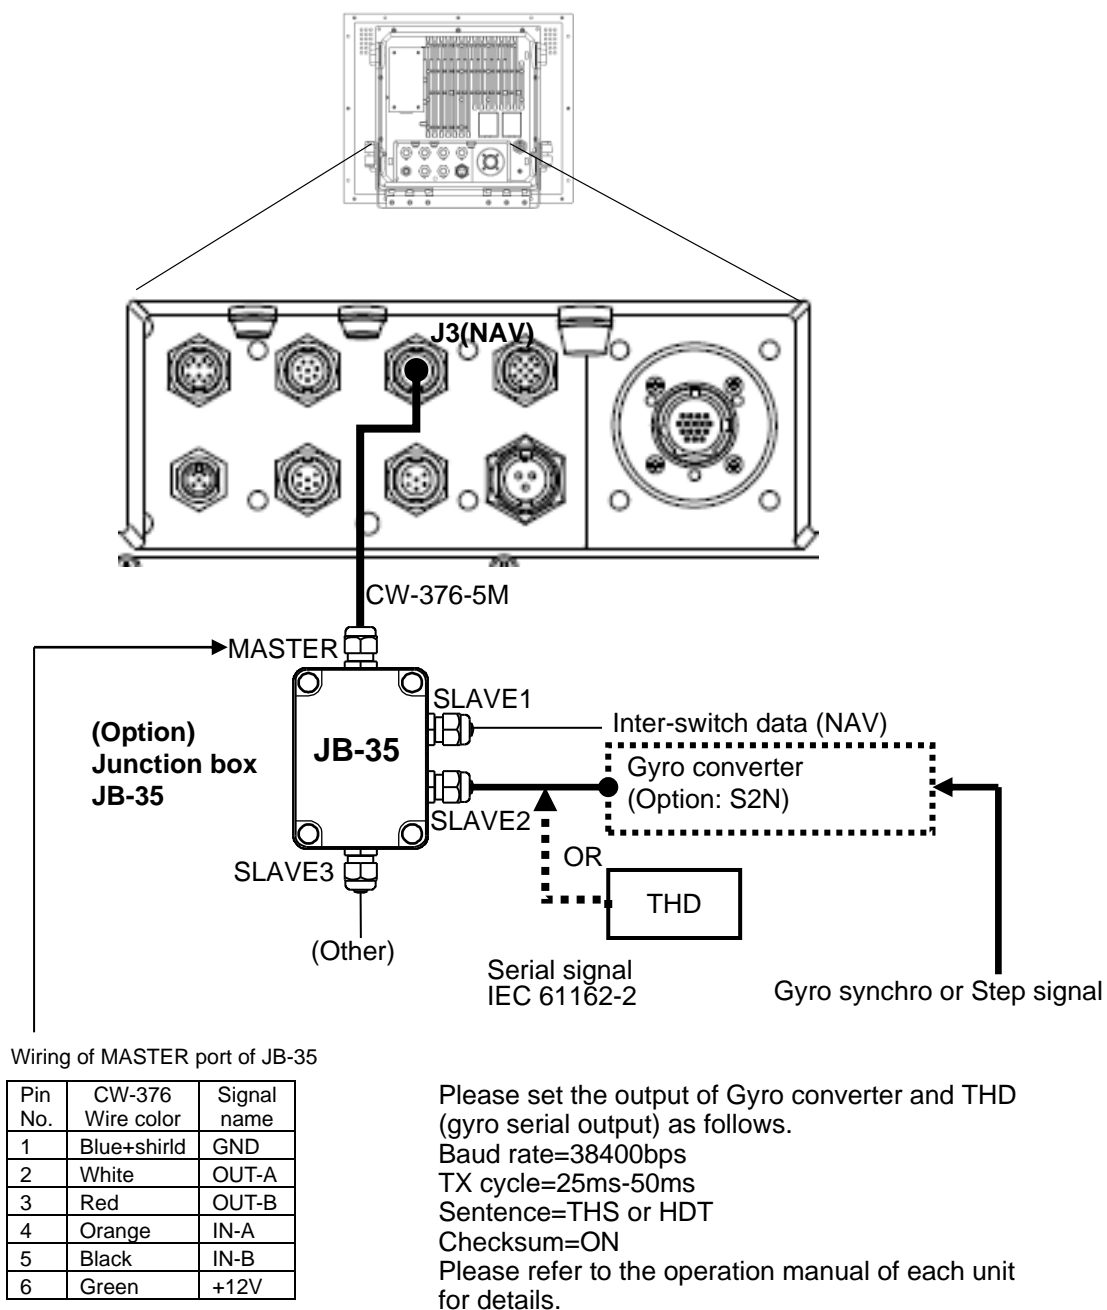 J3(NAV)
CW-376-5M
MASTER
SLAVE1
(Option)
Junction box
JB-35
JB-35
Inter-switch data (NAV)
Gyro converter
(Option: S2N)
SLAVE2
OR
SLAVE3
THD
(Other)
Serial signal
IEC 61162-2
Gyro synchro or Step signal
Wiring of MASTER port of JB-35
Pin No. CW-376 Wire color Signal name
1 Blue+shirld GND
2 White OUT-A
3 Red OUT-B
4 Orange IN-A
5 Black IN-B
6 Green +12V
Please set the output of Gyro converter and THD
(gyro serial output) as follows.
Baud rate=38400bps
TX cycle=25ms-50ms
Sentence=THS or HDT
Checksum=ON
Please refer to the operation manual of each unit
for details.